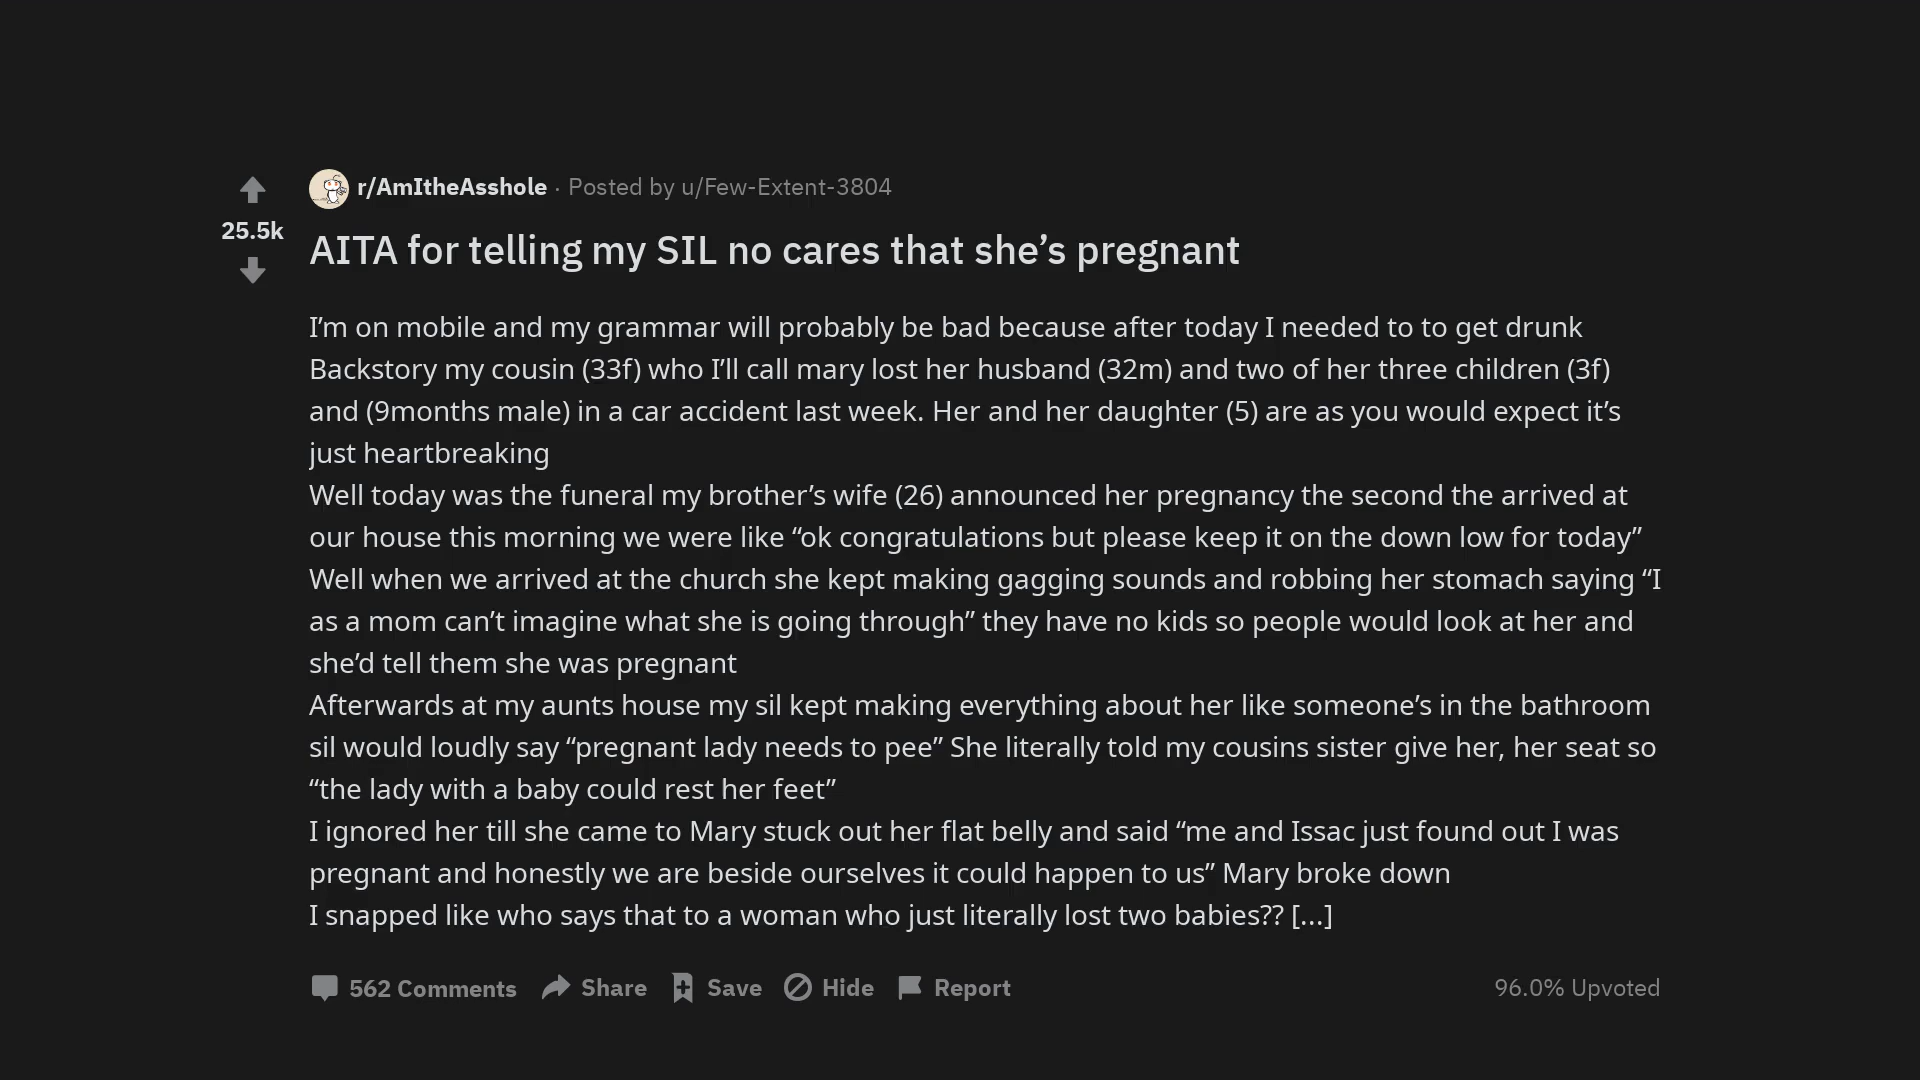 r/AmItheAsshole · Posted by u/Few-Extent-3804
25.5k
AITA for telling my SIL no cares that she’s pregnant
I’m on mobile and my grammar will probably be bad because after today I needed to to get drunk
Backstory my cousin (33f) who I’ll call mary lost her husband (32m) and two of her three children (3f)
and (9months male) in a car accident last week. Her and her daughter (5) are as you would expect it’s
just heartbreaking
Well today was the funeral my brother’s wife (26) announced her pregnancy the second the arrived at
our house this morning we were like “ok congratulations but please keep it on the down low for today”
Well when we arrived at the church she kept making gagging sounds and robbing her stomach saying “I
as a mom can’t imagine what she is going through” they have no kids so people would look at her and
she’d tell them she was pregnant
Afterwards at my aunts house my sil kept making everything about her like someone’s in the bathroom
sil would loudly say “pregnant lady needs to pee” She literally told my cousins sister give her, her seat so
“the lady with a baby could rest her feet”
I ignored her till she came to Mary stuck out her flat belly and said “me and Issac just found out I was
pregnant and honestly we are beside ourselves it could happen to us” Mary broke down
I snapped like who says that to a woman who just literally lost two babies?? [...]
562 Comments Share Save Hide Report 96.0% Upvoted